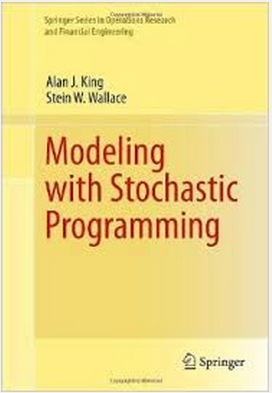 Springer Series in Operations Research
and Financial Engineering
Alan J. King
Stein W. Wallace
Modeling
with Stochastic
Programming
Springer